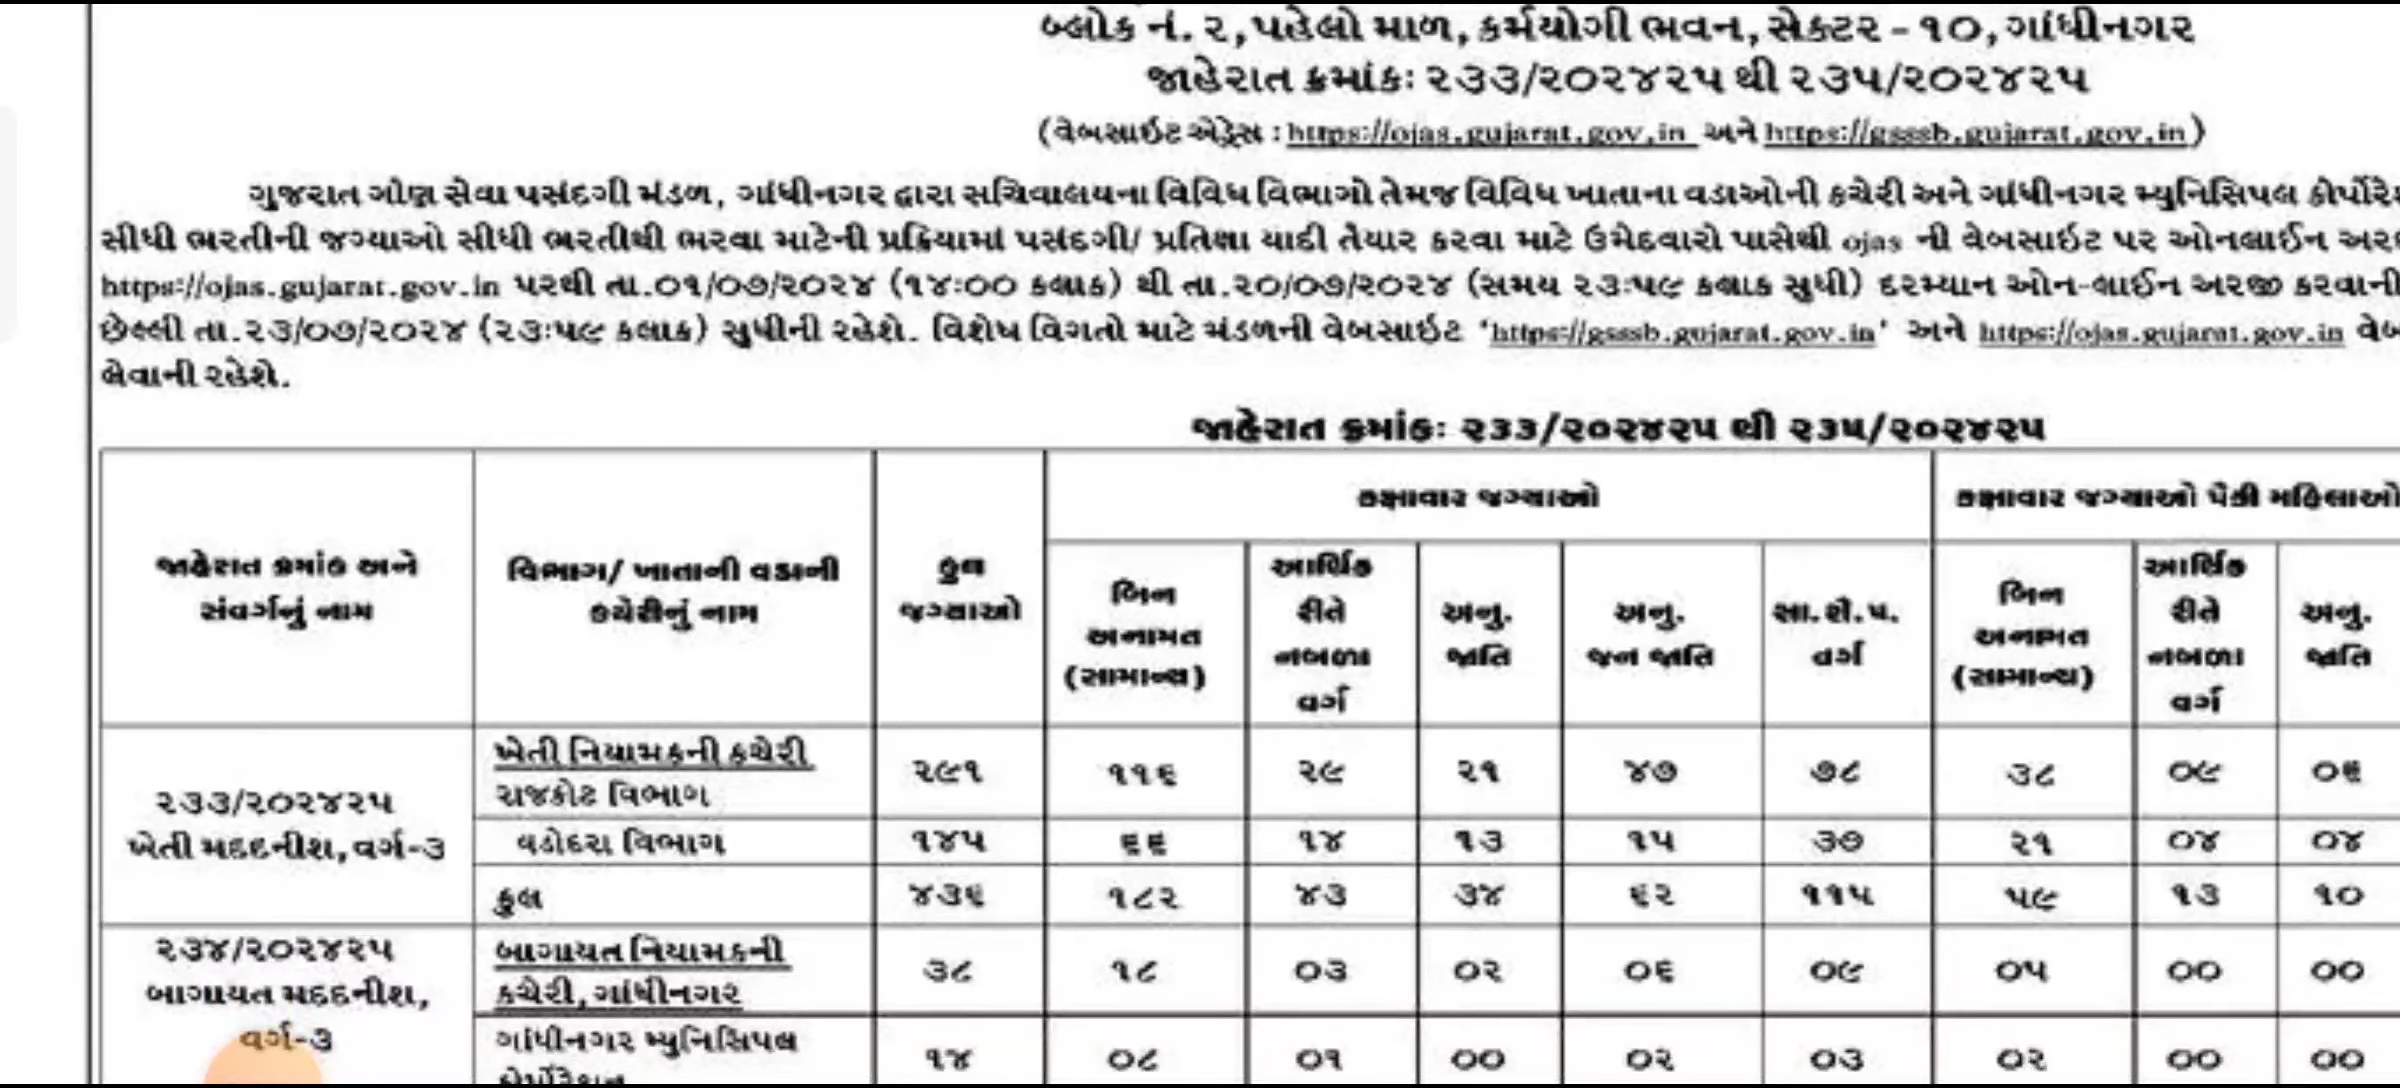 બ્લોક નં. ૨, પહેલો માળ, કર્મયોગી ભવન, સેક્ટર - ૧૦, ગાંધીનગર
જાહેરાત ક્રમાંકઃ ૨૩૩/૨૦૨૪૨૫ થી ૨૩૫/૨૦૨૪૨૫
(વેબસાઇટ એડ્રેસ : https://ojas.gujarat.gov.in અને https://gsssb.gujarat.gov.in)
ગુજરાત ગૌણ સેવા પસંદગી મંડળ, ગાંધીનગર દ્વારા સચિવાલયના વિવિધ વિભાગો તેમજ વિવિધ ખાતાના વડાઓની કચેરી અને ગાંધીનગર મ્યુનિસિપલ
સીધી ભરતીની જગ્યાઓ સીધી ભરતીથી ભરવા માટેની પ્રક્રિયામાં પસંદગી/ પ્રતિક્ષા યાદી તૈયાર કરવા માટે ઉમેદવારો પાસેથી ojas ની વેબસાઇટ પર ઓનલાઈન
https://ojas.gujarat.gov.in પરથી તા.૦૧/૦૭/૨૦૨૪ (૧૪:૦૦ કલાક) થી તા.૨૦/૦૭/૨૦૨૪ (સમય ૨૩:૫૯ કલાક સુધી) દરમ્યાન ઓન-લાઈન અરજી કરવાની
છેલ્લી તા.૨૩/૦૭/૨૦૨૪ (૨૩:૫૯ કલાક) સુધીની રહેશે. વિશેષ વિગતો માટે મંડળની વેબસાઇટ 'https://gsssb.gujarat.gov.in' અને https://ojas.gujarat.gov.in
લેવાની રહેશે.
જાહેરાત ક્રમાંકઃ ૨૩૩/૨૦૨૪૨૫ થી ૨૩૫/૨૦૨૪૨૫
જાહેરાત ક્રમાંક અને સંવર્ગનું નામ
વિભાગ/ ખાતાની વડાની કચેરીનું નામ
કુલ જગ્યાઓ
કક્ષાવાર જગ્યાઓ
કક્ષાવાર જગ્યાઓ પૈકી મહિલાઓ
બિન અનામત (સામાન્ય)
આર્થિક રીતે નબળા વર્ગ
અનુ. જાતિ
અનુ. જન જાતિ
સા.શૈ.પ. વર્ગ
બિન અનામત (સામાન્ય)
આર્થિક રીતે નબળા વર્ગ
અનુ. જાતિ
૨૩૩/૨૦૨૪૨૫
ખેતી મદદનીશ, વર્ગ-૩
ખેતી નિયામકની કચેરી
રાજકોટ વિભાગ ૨૯૧ ૧૧૬ ૨૯ ૨૧ ૪૭ ૭૮ ૩૮ ૦૯ ૦૬
વડોદરા વિભાગ ૧૪૫ ૬૬ ૧૪ ૧૩ ૧૫ ૩૭ ૨૧ ૦૪ ૦૪
કુલ ૪૩૬ ૧૮૨ ૪૩ ૩૪ ૬૨ ૧૧૫ ૫૯ ૧૩ ૧૦
૨૩૪/૨૦૨૪૨૫
બાગાયત મદદનીશ,
વર્ગ-૩
બાગાયત નિયામકની
કચેરી, ગાંધીનગર ૩૮ ૧૮ ૦૩ ૦૨ ૦૬ ૦૯ ૦૫ ૦૦ ૦૦
ગાંધીનગર મ્યુનિસિપલ
૧૪ ૦૮ ૦૧ ૦૦ ૦૨ ૦૩ ૦૨ ૦૦ ૦૦